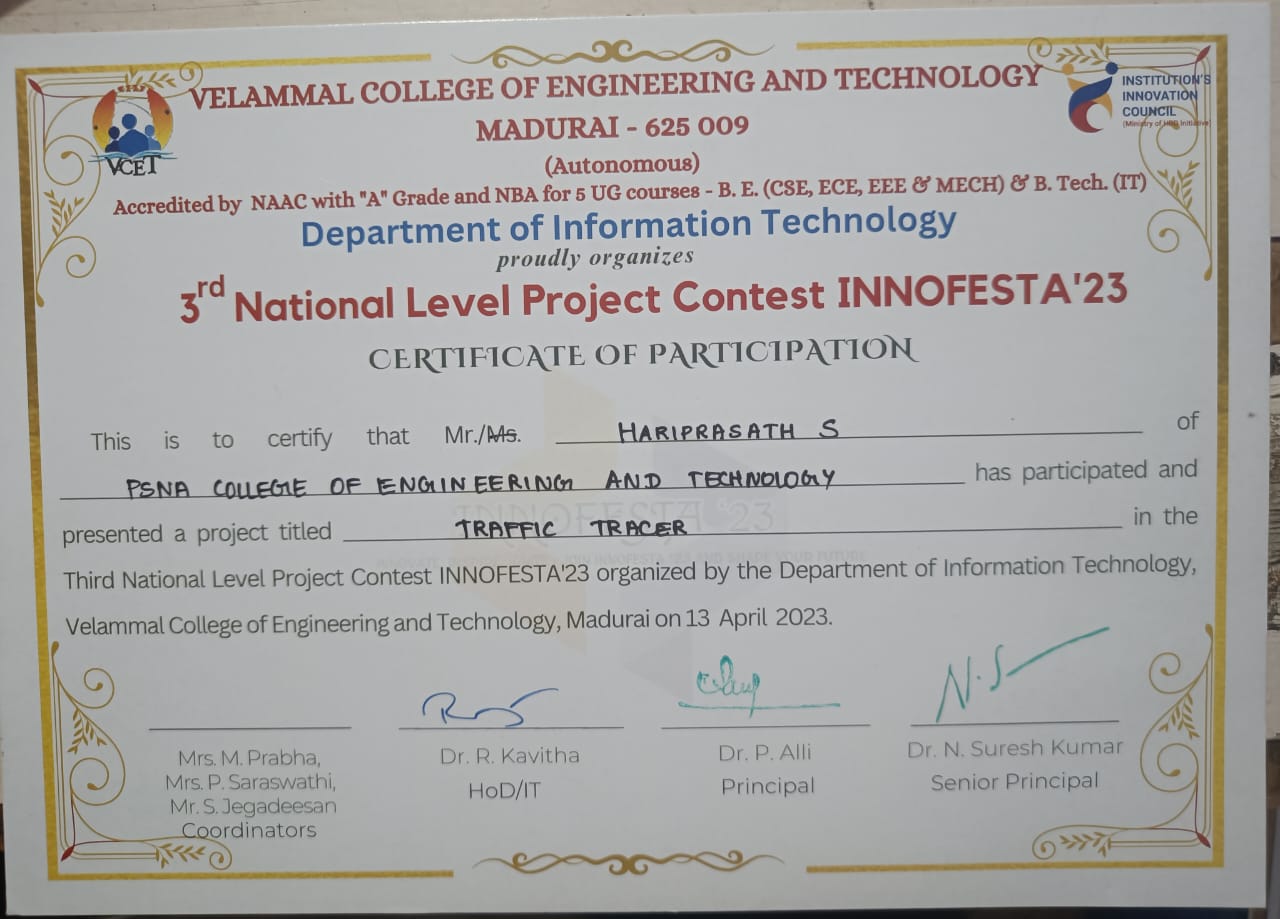 VELAMMAL COLLEGE OF ENGINEERING AND TECHNOLOGY
MADURAI - 625 009
(Autonomous)
VCET
INSTITUTION'S
INNOVATION
COUNCIL
(Ministry of HRD Initiative)
Accredited by NAAC with "A" Grade and NBA for 5 UG courses - B. E. (CSE, ECE, EEE & MECH) & B. Tech. (IT)
Department of Information Technology
proudly organizes
3rd National Level Project Contest INNOFESTA'23
CERTIFICATE OF PARTICIPATION
This is to certify that Mr./Ms. HARIPRASATH S of
PSNA COLLEGE OF ENGINEERING AND TECHNOLOGY has participated and
presented a project titled TRAFFIC TRACER in the
INNOFESTA '23
Third National Level Project Contest INNOFESTA'23 organized by the Department of Information Technology,
Velammal College of Engineering and Technology, Madurai on 13 April 2023.
N.S
Mrs. M. Prabha,
Mrs. P. Saraswathi,
Mr. S. Jegadeesan
Coordinators
Dr. R. Kavitha
HoD/IT
Dr. P. Alli
Principal
Dr. N. Suresh Kumar
Senior Principal